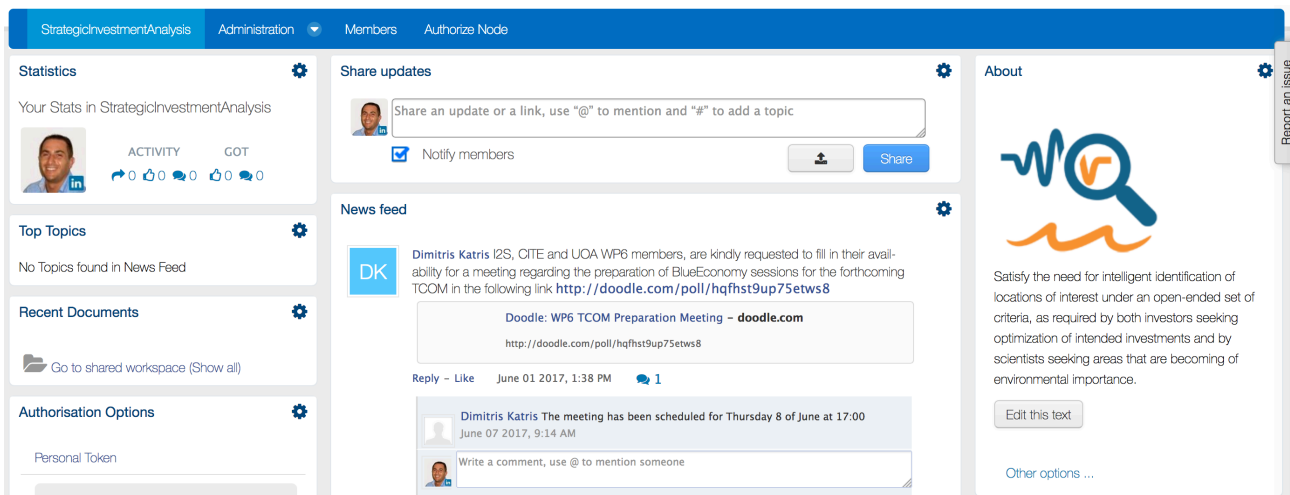 StrategicInvestmentAnalysis Administration Members Authorize Node
Statistics
Your Stats in StrategicInvestmentAnalysis
ACTIVITY GOT
0 0 0 0 0
in
Top Topics
No Topics found in News Feed
Recent Documents
Go to shared workspace (Show all)
Authorisation Options
Personal Token
Share updates
Share an update or a link, use “@” to mention and “#” to add a topic
in
Notify members
Share
News feed
DK
Dimitris Katris I2S, CITE and UOA WP6 members, are kindly requested to fill in their avail-
ability for a meeting regarding the preparation of BlueEconomy sessions for the forthcoming
TCOM in the following link http://doodle.com/poll/hqfhst9up75etws8
Doodle: WP6 TCOM Preparation Meeting – doodle.com
http://doodle.com/poll/hqfhst9up75etws8
Reply – Like June 01 2017, 1:38 PM 1
Dimitris Katris The meeting has been scheduled for Thursday 8 of June at 17:00
June 07 2017, 9:14 AM
Write a comment, use @ to mention someone
in
About
Satisfy the need for intelligent identification of
locations of interest under an open-ended set of
criteria, as required by both investors seeking
optimization of intended investments and by
scientists seeking areas that are becoming of
environmental importance.
Edit this text
Other options ...
Report an issue